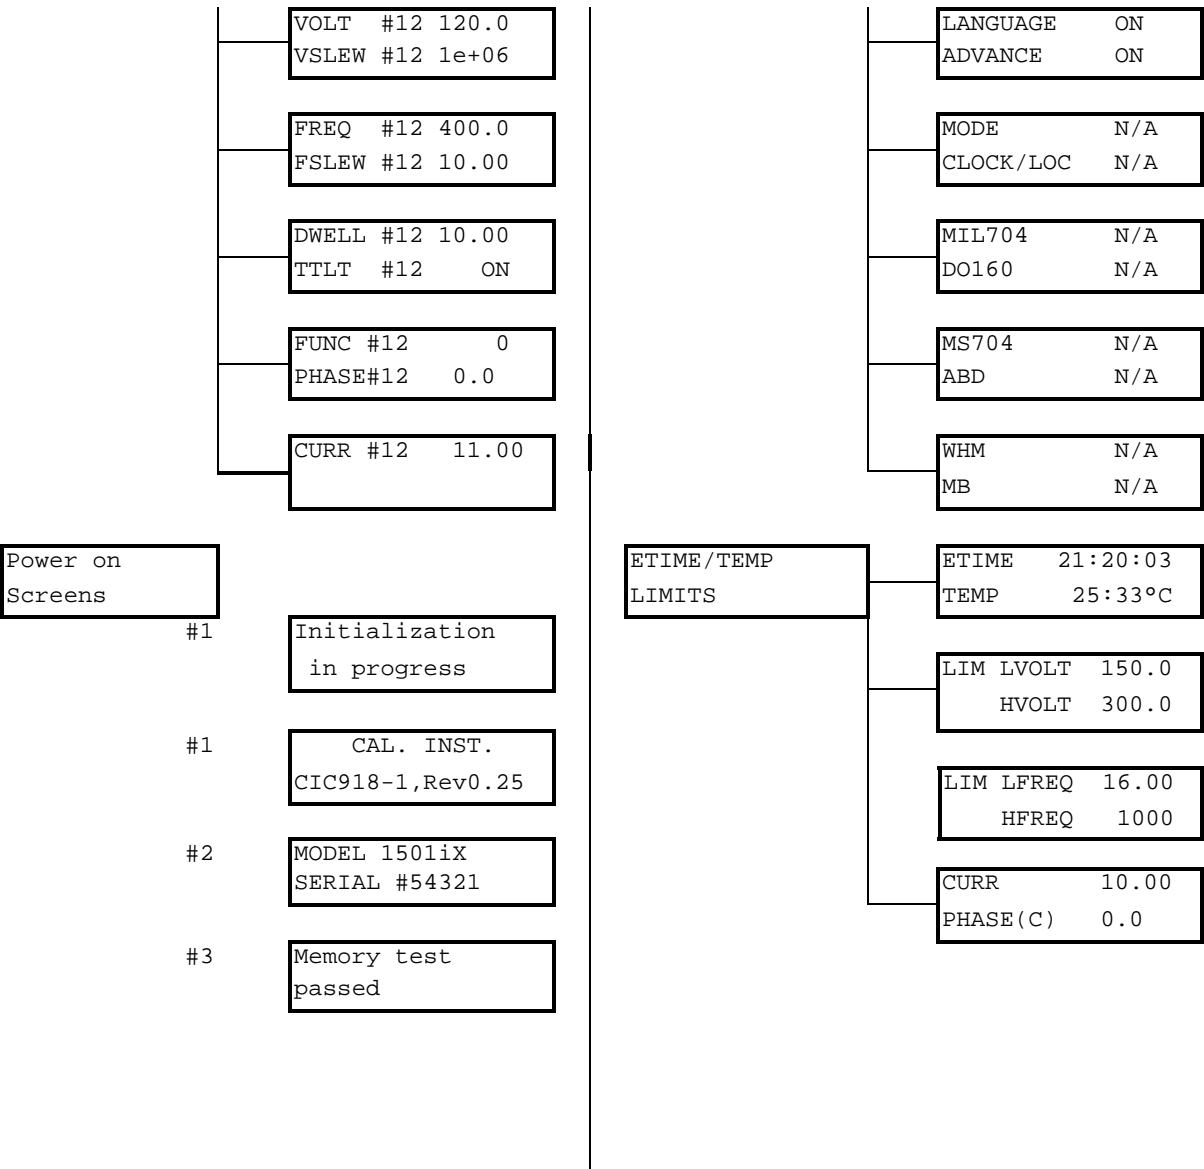 VOLT  #12 120.0
VSLEW #12 1e+06
FREQ  #12 400.0
FSLEW #12 10.00
DWELL #12 10.00
TTLT  #12    ON
FUNC #12      0
PHASE#12   0.0
CURR #12   11.00
Power on
Screens
#1
Initialization
in progress
#1
CAL. INST.
CIC918-1,Rev0.25
#2
MODEL 1501iX
SERIAL #54321
#3
Memory test
passed
LANGUAGE    ON
ADVANCE     ON
MODE        N/A
CLOCK/LOC   N/A
MIL704      N/A
DO160       N/A
MS704       N/A
ABD         N/A
WHM         N/A
MB          N/A
ETIME/TEMP
LIMITS
ETIME   21:20:03
TEMP     25:33°C
LIM LVOLT  150.0
HVOLT  300.0
LIM LFREQ  16.00
HFREQ   1000
CURR       10.00
PHASE(C)   0.0